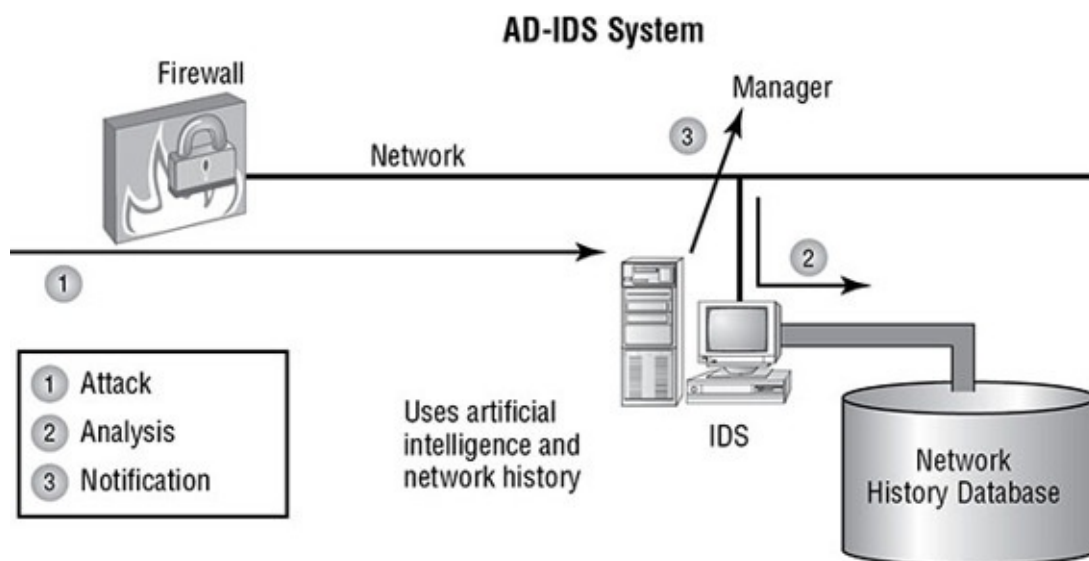 AD-IDS System
Firewall
Manager
3
Network
2
1
1 Attack
2 Analysis
3 Notification
Uses artificial
intelligence and
network history
IDS
Network
History Database